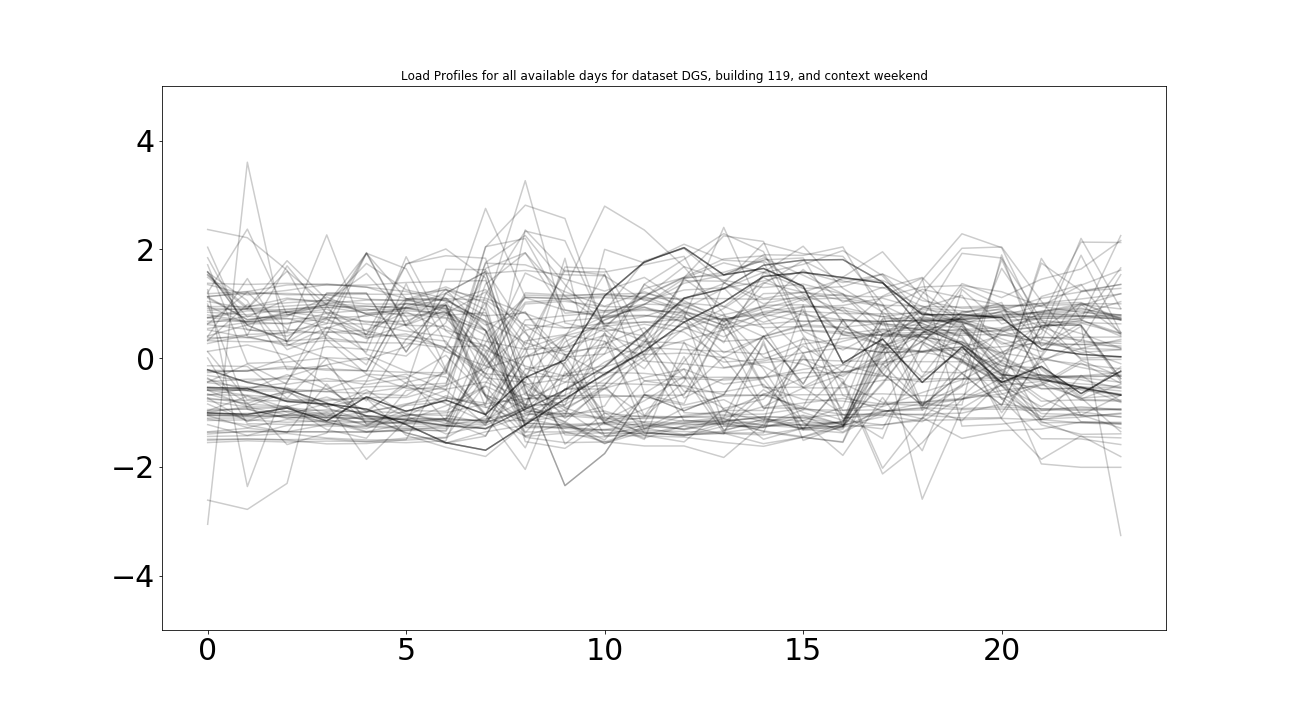 Load Profiles for all available days for dataset DGS, building 119, and context weekend
4
2
0
−2
−4
0 5 10 15 20